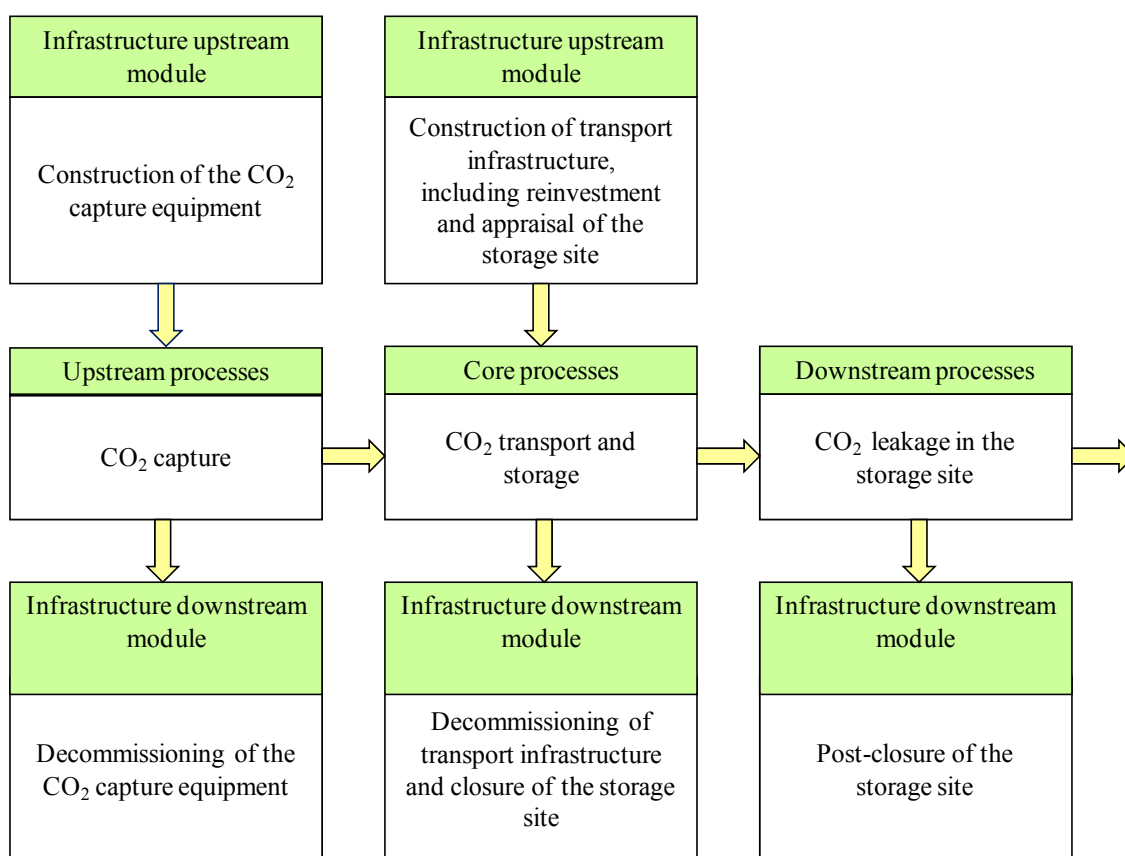 Infrastructure upstream
module
Construction of the CO₂
capture equipment
Infrastructure upstream
module
Construction of transport
infrastructure,
including reinvestment
and appraisal of the
storage site
Upstream processes
CO₂ capture
Core processes
CO₂ transport and
storage
Downstream processes
CO₂ leakage in the
storage site
Infrastructure downstream
module
Decommissioning of the
CO₂ capture equipment
Infrastructure downstream
module
Decommissioning of
transport infrastructure
and closure of the storage
site
Infrastructure downstream
module
Post-closure of the
storage site